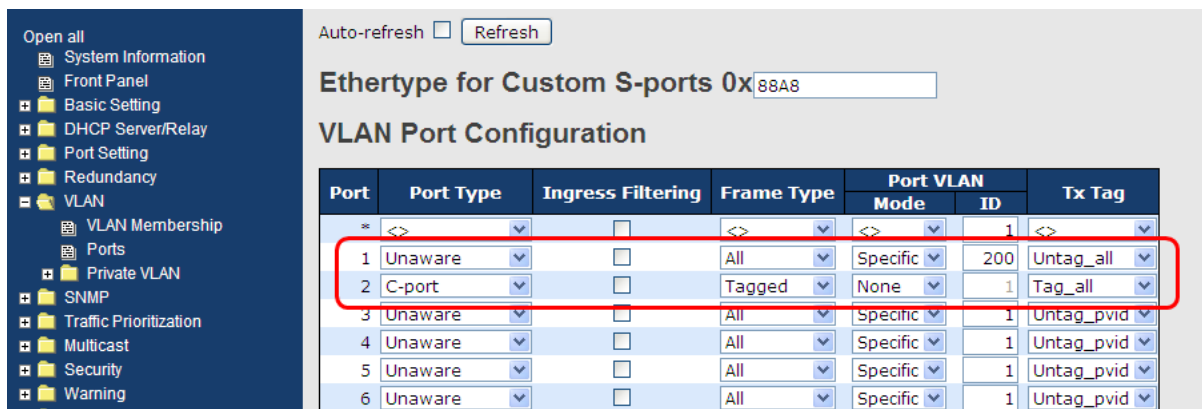 Open all
System Information
Front Panel
Basic Setting
DHCP Server/Relay
Port Setting
Redundancy
VLAN
VLAN Membership
Ports
Private VLAN
SNMP
Traffic Prioritization
Multicast
Security
Warning
Auto-refresh Refresh
Ethertype for Custom S-ports 0x 88A8
VLAN Port Configuration
Port Port Type Ingress Filtering Frame Type Port VLAN Tx Tag
Mode ID
* <> <> <> 1 <>
1 Unaware All Specific 200 Untag_all
2 C-port Tagged None 1 Tag_all
3 Unaware All Specific 1 Untag_pvid
4 Unaware All Specific 1 Untag_pvid
5 Unaware All Specific 1 Untag_pvid
6 Unaware All Specific 1 Untag_pvid